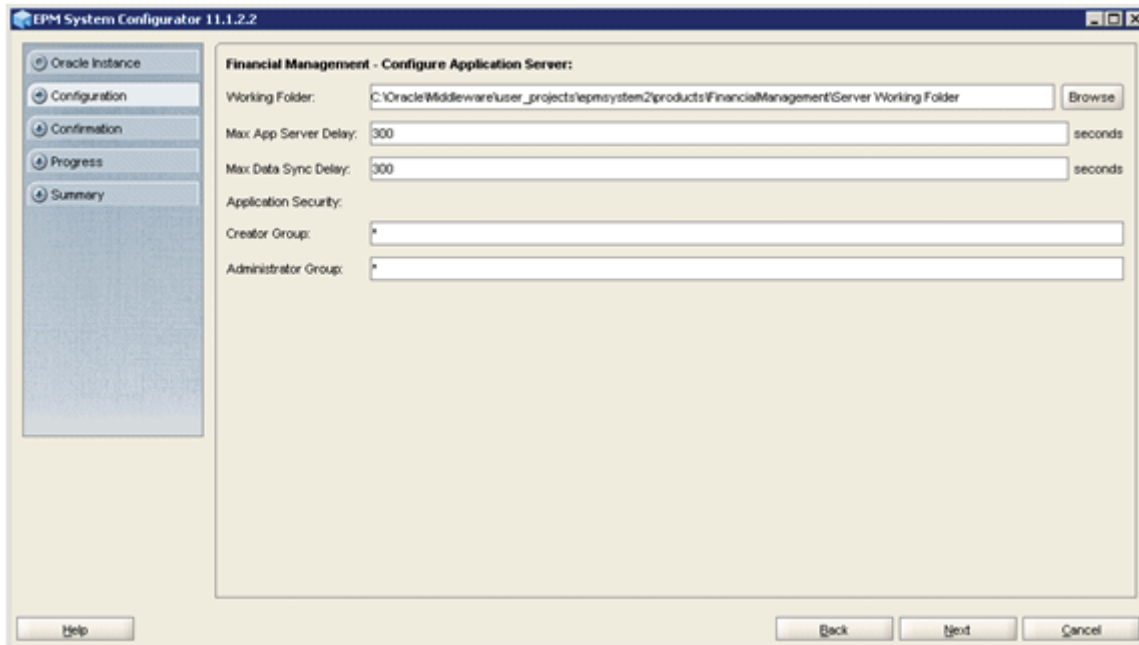 EPM System Configurator 11.1.2.2
Oracle Instance
Configuration
Confirmation
Progress
Summary
Financial Management - Configure Application Server:
Working Folder: C:\Oracle\Middleware\user_projects\epmsystem2\products\FinancialManagement\Server Working Folder Browse
Max App Server Delay: 300 seconds
Max Data Sync Delay: 300 seconds
Application Security:
Creator Group: *
Administrator Group: *
Help Back Next Cancel